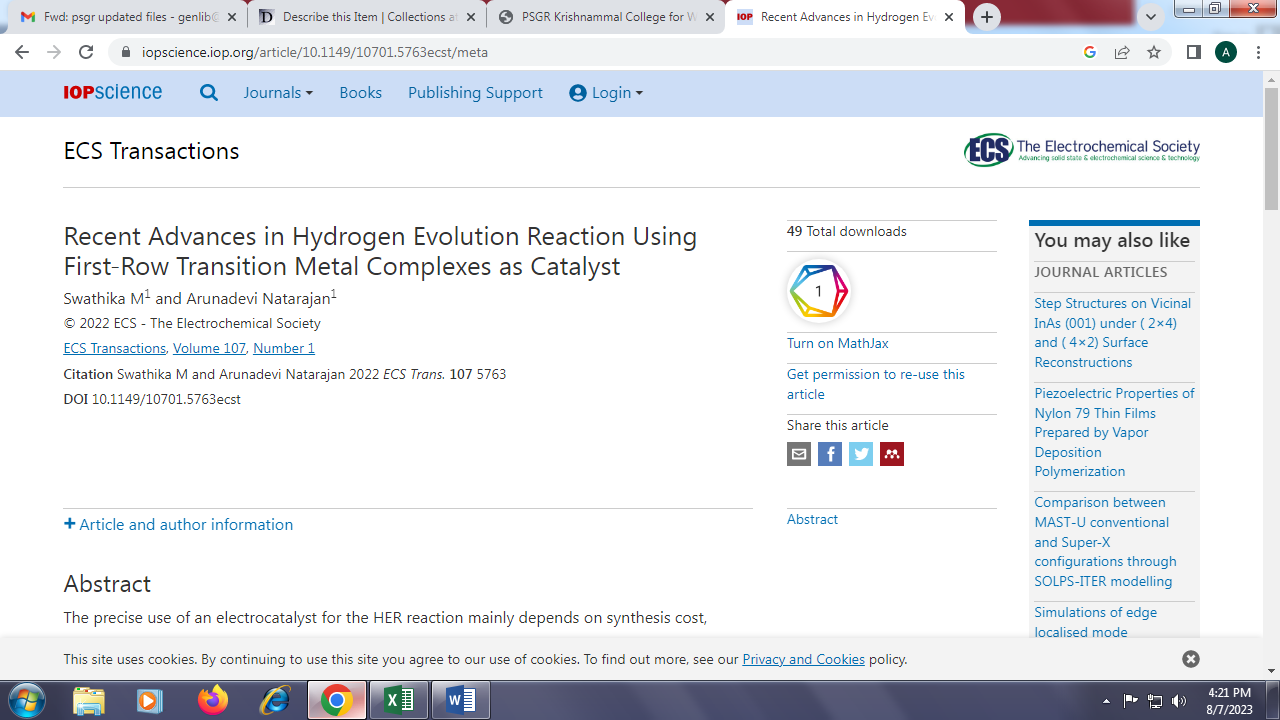 Fwd: psgr updated files - genlib@
Describe this Item | Collections at
PSGR Krishnammal College for W
IOP Recent Advances in Hydrogen Ev
iopscience.iop.org/article/10.1149/10701.5763ecst/meta
A
IOPscience
Journals
Books
Publishing Support
Login
ECS Transactions
ECS The Electrochemical Society
Advancing solid state & electrochemical science & technology
Recent Advances in Hydrogen Evolution Reaction Using
First-Row Transition Metal Complexes as Catalyst
Swathika M1 and Arunadevi Natarajan1
© 2022 ECS - The Electrochemical Society
ECS Transactions, Volume 107, Number 1
Citation Swathika M and Arunadevi Natarajan 2022 ECS Trans. 107 5763
DOI 10.1149/10701.5763ecst
+ Article and author information
Abstract
The precise use of an electrocatalyst for the HER reaction mainly depends on synthesis cost,
49 Total downloads
1
Turn on MathJax
Get permission to re-use this
article
Share this article
Abstract
You may also like
JOURNAL ARTICLES
Step Structures on Vicinal
InAs (001) under ( 2×4)
and ( 4×2) Surface
Reconstructions
Piezoelectric Properties of
Nylon 79 Thin Films
Prepared by Vapor
Deposition
Polymerization
Comparison between
MAST-U conventional
and Super-X
configurations through
SOLPS-ITER modelling
Simulations of edge
localised mode
This site uses cookies. By continuing to use this site you agree to our use of cookies. To find out more, see our Privacy and Cookies policy.
4:21 PM
8/7/2023